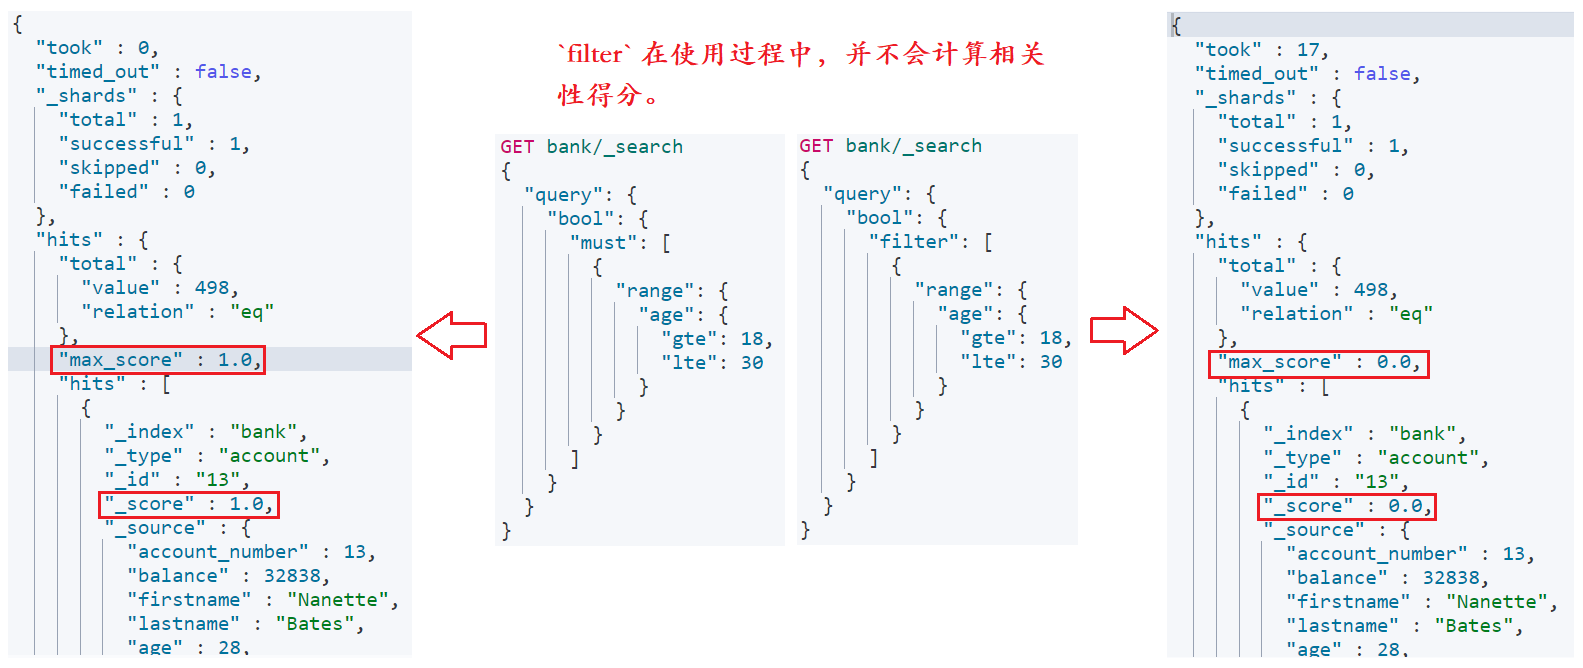 {
"took" : 0,
"timed_out" : false,
"_shards" : {
"total" : 1,
"successful" : 1,
"skipped" : 0,
"failed" : 0
},
"hits" : {
"total" : {
"value" : 498,
"relation" : "eq"
},
"max_score" : 1.0,
"hits" : [
{
"_index" : "bank",
"_type" : "account",
"_id" : "13",
"_score" : 1.0,
"_source" : {
"account_number" : 13,
"balance" : 32838,
"firstname" : "Nanette",
"lastname" : "Bates",
"age" : 28,
`filter` 在使用过程中，并不会计算相关
性得分。
GET bank/_search
{
"query": {
"bool": {
"must": [
{
"range": {
"age": {
"gte": 18,
"lte": 30
}
}
}
]
}
}
}
GET bank/_search
{
"query": {
"bool": {
"filter": [
{
"range": {
"age": {
"gte": 18,
"lte": 30
}
}
}
]
}
}
}
{
"took" : 17,
"timed_out" : false,
"_shards" : {
"total" : 1,
"successful" : 1,
"skipped" : 0,
"failed" : 0
},
"hits" : {
"total" : {
"value" : 498,
"relation" : "eq"
},
"max_score" : 0.0,
"hits" : [
{
"_index" : "bank",
"_type" : "account",
"_id" : "13",
"_score" : 0.0,
"_source" : {
"account_number" : 13,
"balance" : 32838,
"firstname" : "Nanette",
"lastname" : "Bates",
"age" : 28,